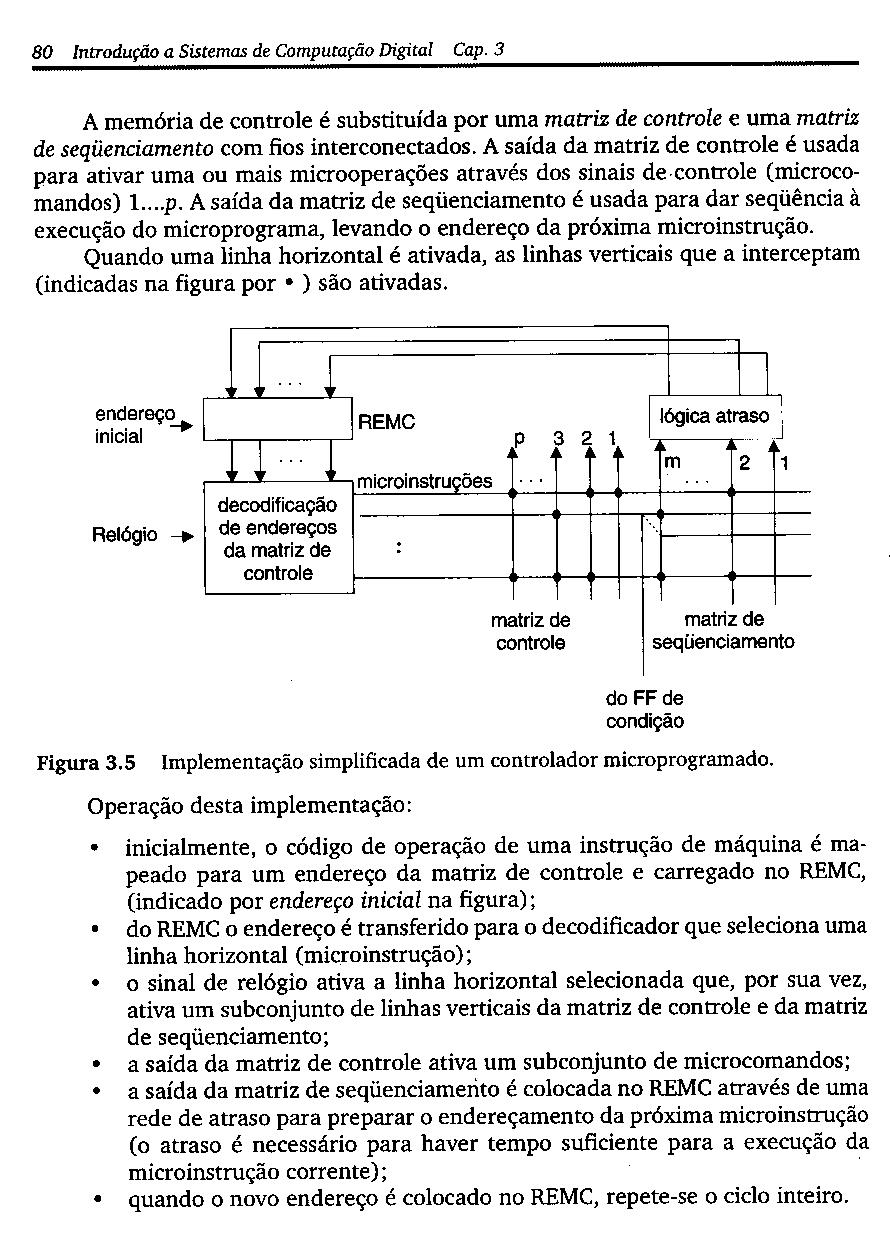 80 Introdução a Sistemas de Computação Digital Cap. 3
A memória de controle é substituída por uma matriz de controle e uma matriz
de seqüenciamento com fios interconectados. A saída da matriz de controle é usada
para ativar uma ou mais microoperações através dos sinais de controle (microco-
mandos) 1....p. A saída da matriz de seqüenciamento é usada para dar seqüência à
execução do microprograma, levando o endereço da próxima microinstrução.
Quando uma linha horizontal é ativada, as linhas verticais que a interceptam
(indicadas na figura por • ) são ativadas.
. . .
endereço
inicial
REMC
lógica atraso
p 3 2 1
m 2 1
. . .
microinstruções
. . .
. . .
decodificação
de endereços
da matriz de
controle
Relógio
:
matriz de
controle
matriz de
seqüenciamento
do FF de
condição
Figura 3.5 Implementação simplificada de um controlador microprogramado.
Operação desta implementação:
• inicialmente, o código de operação de uma instrução de máquina é ma-
peado para um endereço da matriz de controle e carregado no REMC,
(indicado por endereço inicial na figura);
• do REMC o endereço é transferido para o decodificador que seleciona uma
linha horizontal (microinstrução);
• o sinal de relógio ativa a linha horizontal selecionada que, por sua vez,
ativa um subconjunto de linhas verticais da matriz de controle e da matriz
de seqüenciamento;
• a saída da matriz de controle ativa um subconjunto de microcomandos;
• a saída da matriz de seqüenciamento é colocada no REMC através de uma
rede de atraso para preparar o endereçamento da próxima microinstrução
(o atraso é necessário para haver tempo suficiente para a execução da
microinstrução corrente);
• quando o novo endereço é colocado no REMC, repete-se o ciclo inteiro.